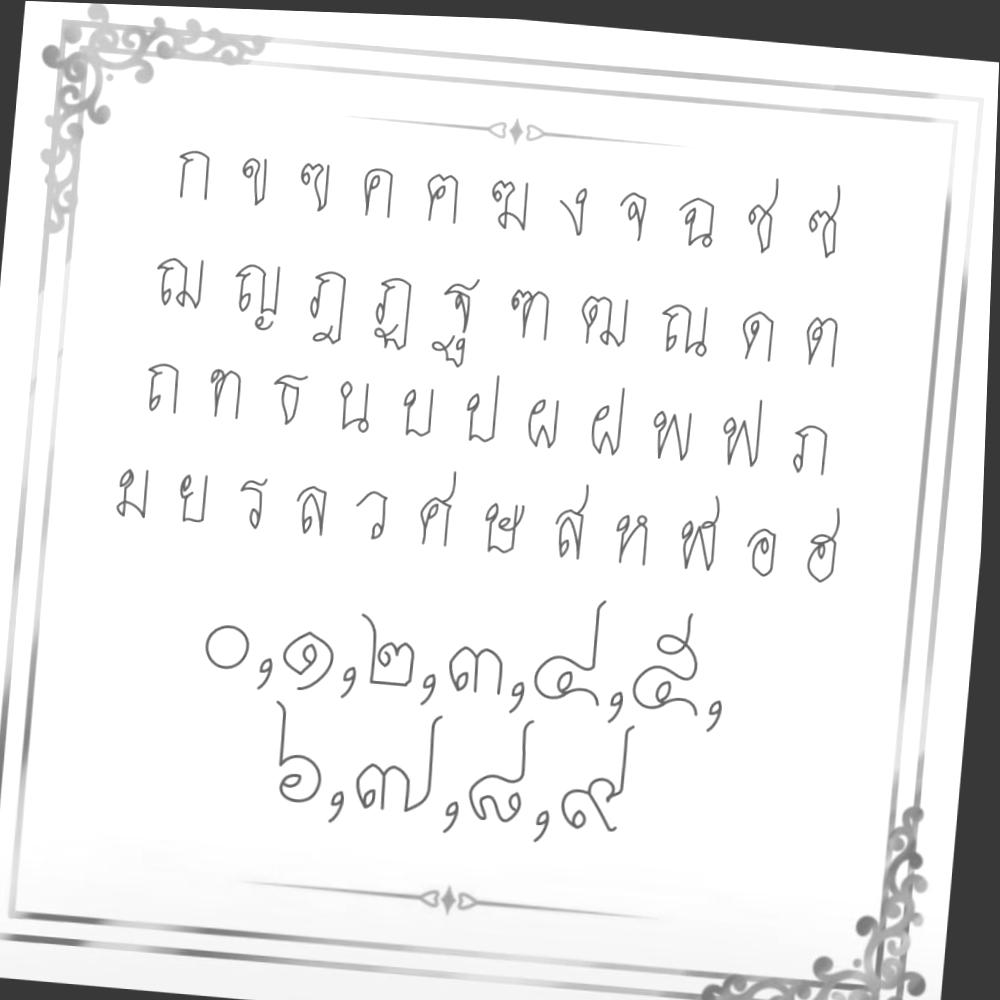 ก ข ฃ ค ฅ ฆ ง จ ฉ ช ซ
ฌ ญ ฎ ฏ ฐ ฑ ฒ ณ ด ต
ถ ท ธ น บ ป ผ ฝ พ ฟ ภ
ม ย ร ล ว ศ ษ ส ห ฬ อ ฮ
๐,๑,๒,๓,๔,๕,
๖,๗,๘,๙